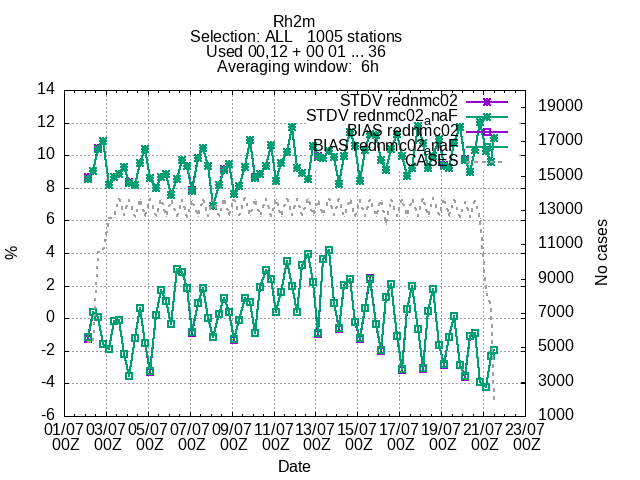 Rh2m
Selection: ALL 1005 stations
Used 00,12 + 00 01 ... 36
Averaging window: 6h
STDV rednmc02
STDV rednmc02anaF
BIAS rednmc02
BIAS rednmc02anaF
CASES
14
12
10
8
6
4
2
0
-2
-4
-6
%
19000
17000
15000
13000
11000
9000
7000
5000
3000
1000
No cases
01/07 03/07 05/07 07/07 09/07 11/07 13/07 15/07 17/07 19/07 21/07 23/07
00Z 00Z 00Z 00Z 00Z 00Z 00Z 00Z 00Z 00Z 00Z 00Z
Date